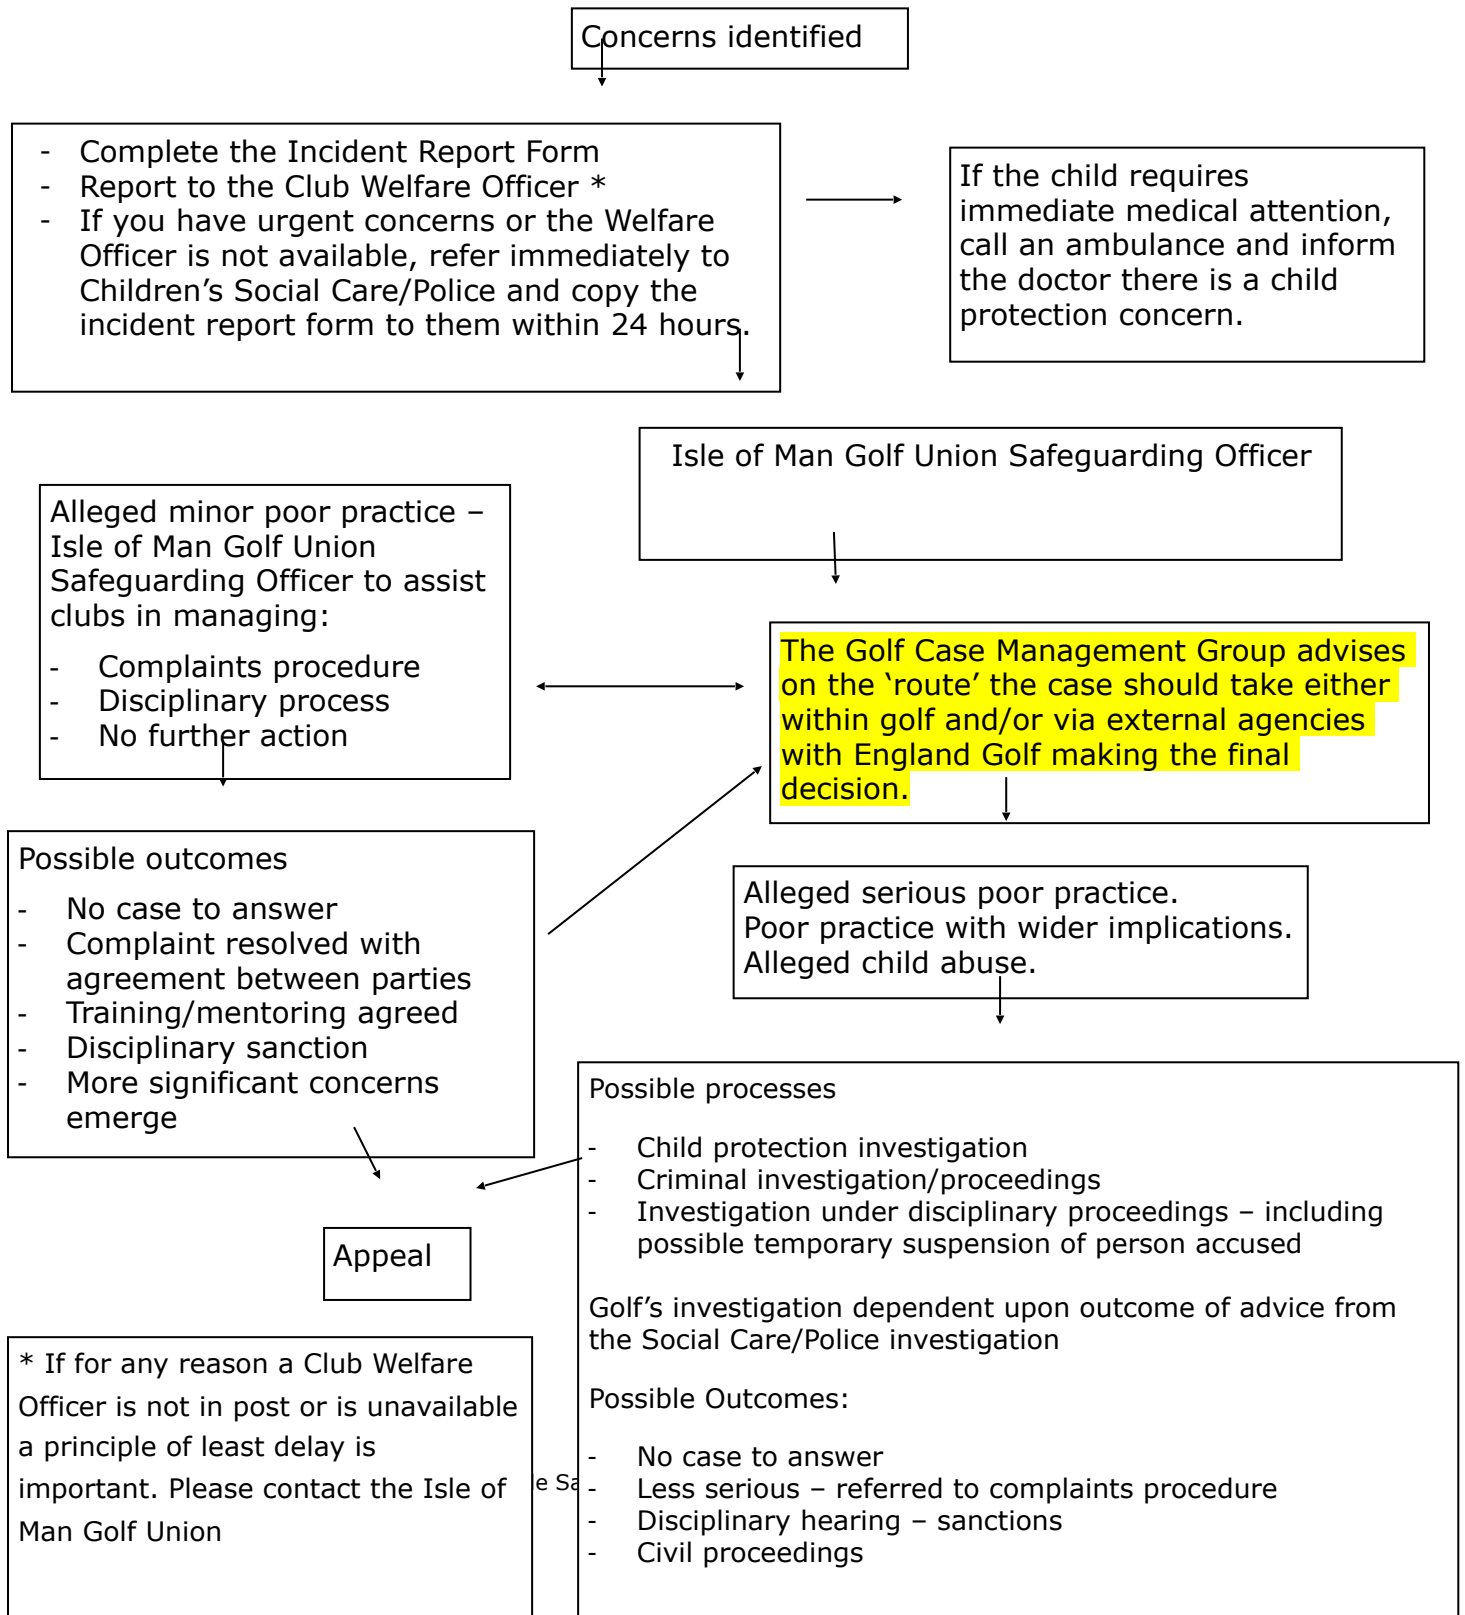 Concerns identified
- Complete the Incident Report Form
- Report to the Club Welfare Officer *
- If you have urgent concerns or the Welfare
Officer is not available, refer immediately to
Children’s Social Care/Police and copy the
incident report form to them within 24 hours.
If the child requires
immediate medical attention,
call an ambulance and inform
the doctor there is a child
protection concern.
Isle of Man Golf Union Safeguarding Officer
Alleged minor poor practice –
Isle of Man Golf Union
Safeguarding Officer to assist
clubs in managing:
- Complaints procedure
- Disciplinary process
- No further action
The Golf Case Management Group advises
on the ‘route’ the case should take either
within golf and/or via external agencies
with England Golf making the final
decision.
Possible outcomes
- No case to answer
- Complaint resolved with
agreement between parties
- Training/mentoring agreed
- Disciplinary sanction
- More significant concerns
emerge
Alleged serious poor practice.
Poor practice with wider implications.
Alleged child abuse.
Possible processes
- Child protection investigation
- Criminal investigation/proceedings
- Investigation under disciplinary proceedings – including
possible temporary suspension of person accused
Golf’s investigation dependent upon outcome of advice from
the Social Care/Police investigation
Possible Outcomes:
- No case to answer
- Less serious – referred to complaints procedure
- Disciplinary hearing – sanctions
- Civil proceedings
Appeal
* If for any reason a Club Welfare
Officer is not in post or is unavailable
a principle of least delay is
important. Please contact the Isle of
Man Golf Union